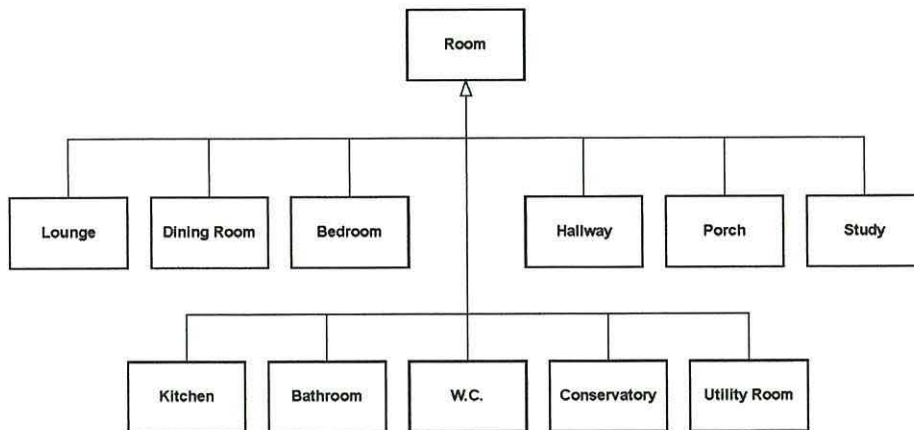 Room
Lounge
Dining Room
Bedroom
Hallway
Porch
Study
Kitchen
Bathroom
W.C.
Conservatory
Utility Room